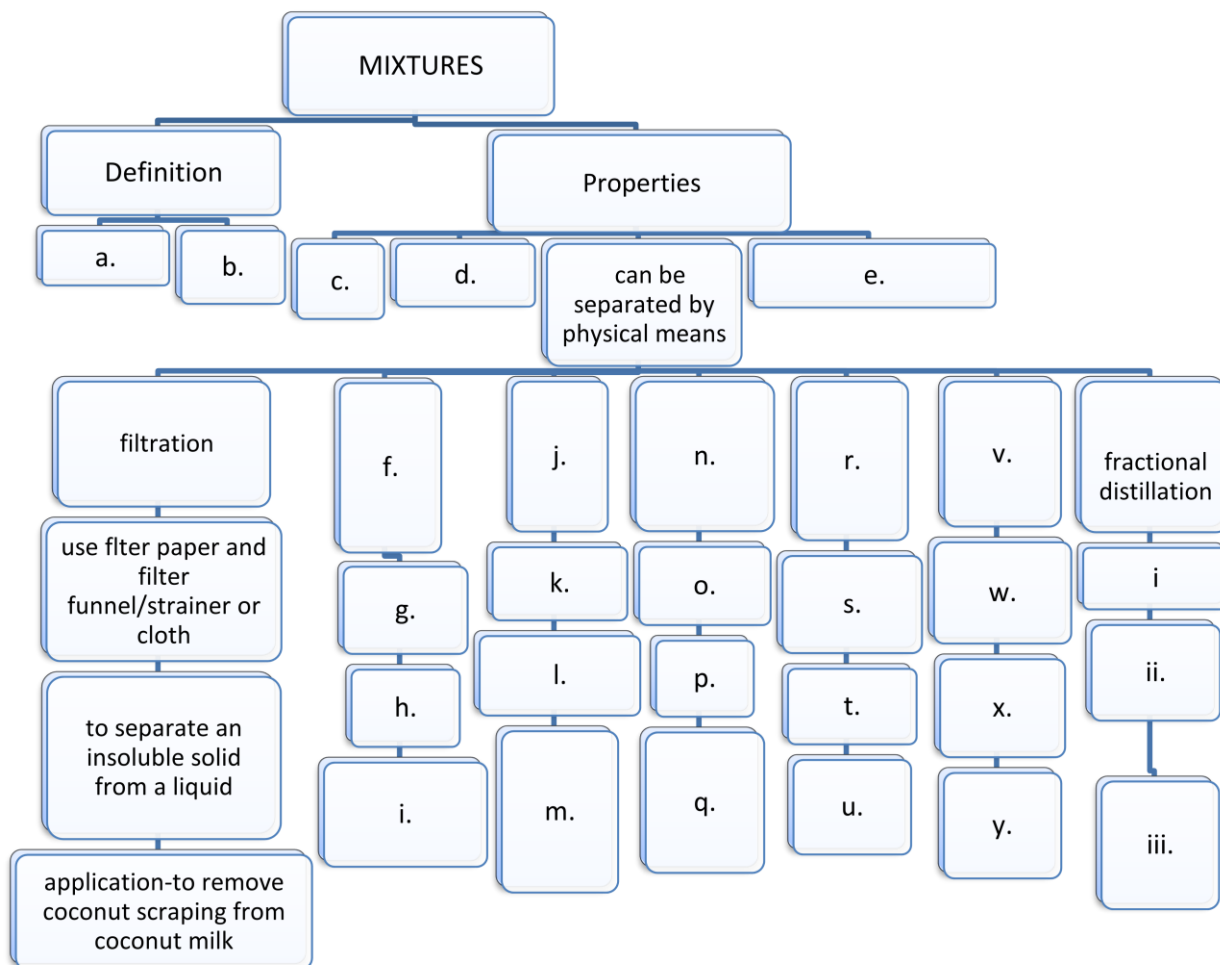 MIXTURES
Definition
Properties
a.
b.
c.
d.
can be
separated by
physical means
e.
filtration
f.
j.
n.
r.
v.
fractional
distillation
use flter paper and
filter
funnel/strainer or
cloth
g.
k.
o.
s.
w.
i
to separate an
insoluble solid
from a liquid
h.
l.
p.
t.
x.
ii.
application-to remove
coconut scraping from
coconut milk
i.
m.
q.
u.
y.
iii.